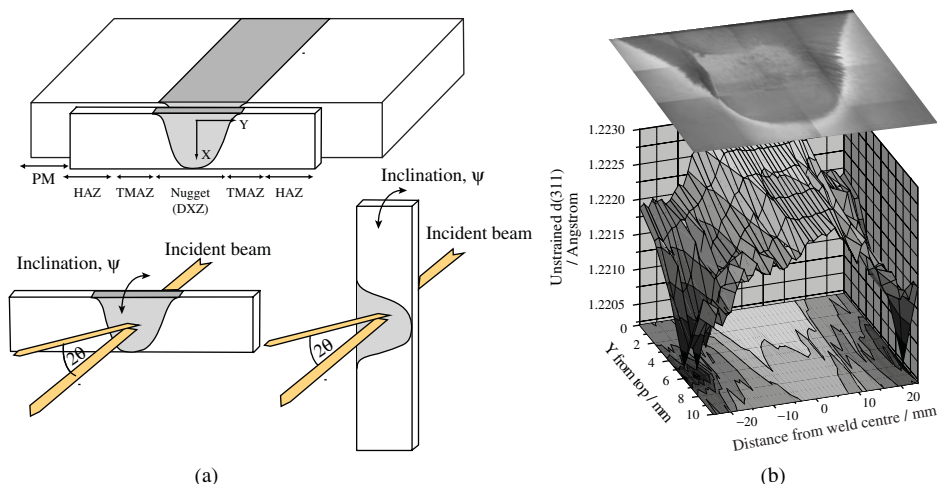 Y
X
PM
HAZ
TMAZ
Nugget
(DXZ)
TMAZ
HAZ
Inclination, ψ
Incident beam
2θ
Inclination, ψ
Incident beam
2θ
(a)
1.2230
1.2225
1.2220
1.2215
1.2210
1.2205
Unstrained d(311)
/ Angstrom
0
2
4
6
8
10
Y from top / mm
−20
−10
0
10
20
Distance from weld centre / mm
(b)